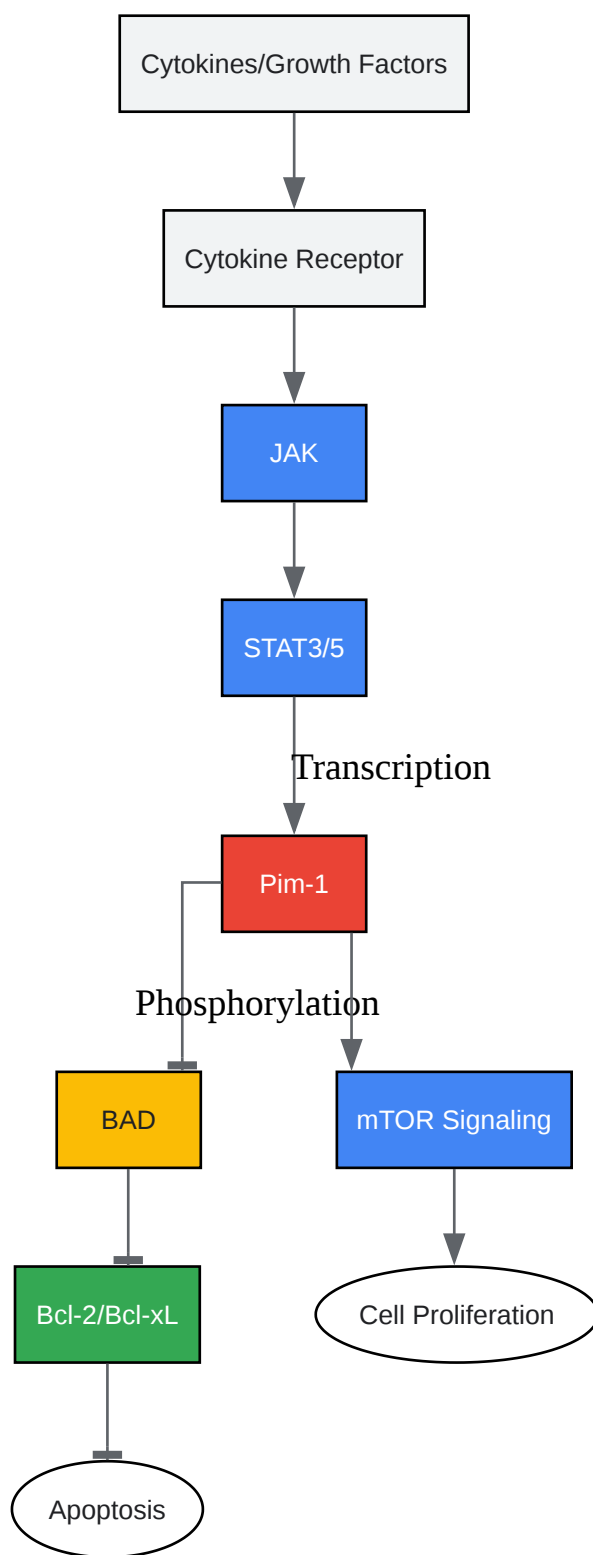 Cytokines/Growth Factors
Cytokine Receptor
JAK
STAT3/5
Transcription
Pim-1
Phosphorylation
BAD
mTOR Signaling
Bcl-2/Bcl-xL
Cell Proliferation
Apoptosis